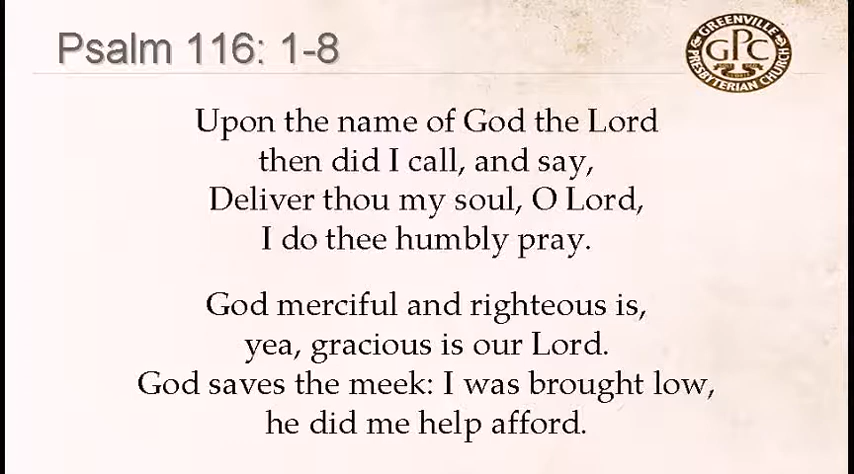 Psalm 116: 1-8
GREENVILLE
GPC
PRESBYTERIAN CHURCH
Upon the name of God the Lord
then did I call, and say,
Deliver thou my soul, O Lord,
I do thee humbly pray.
God merciful and righteous is,
yea, gracious is our Lord.
God saves the meek: I was brought low,
he did me help afford.